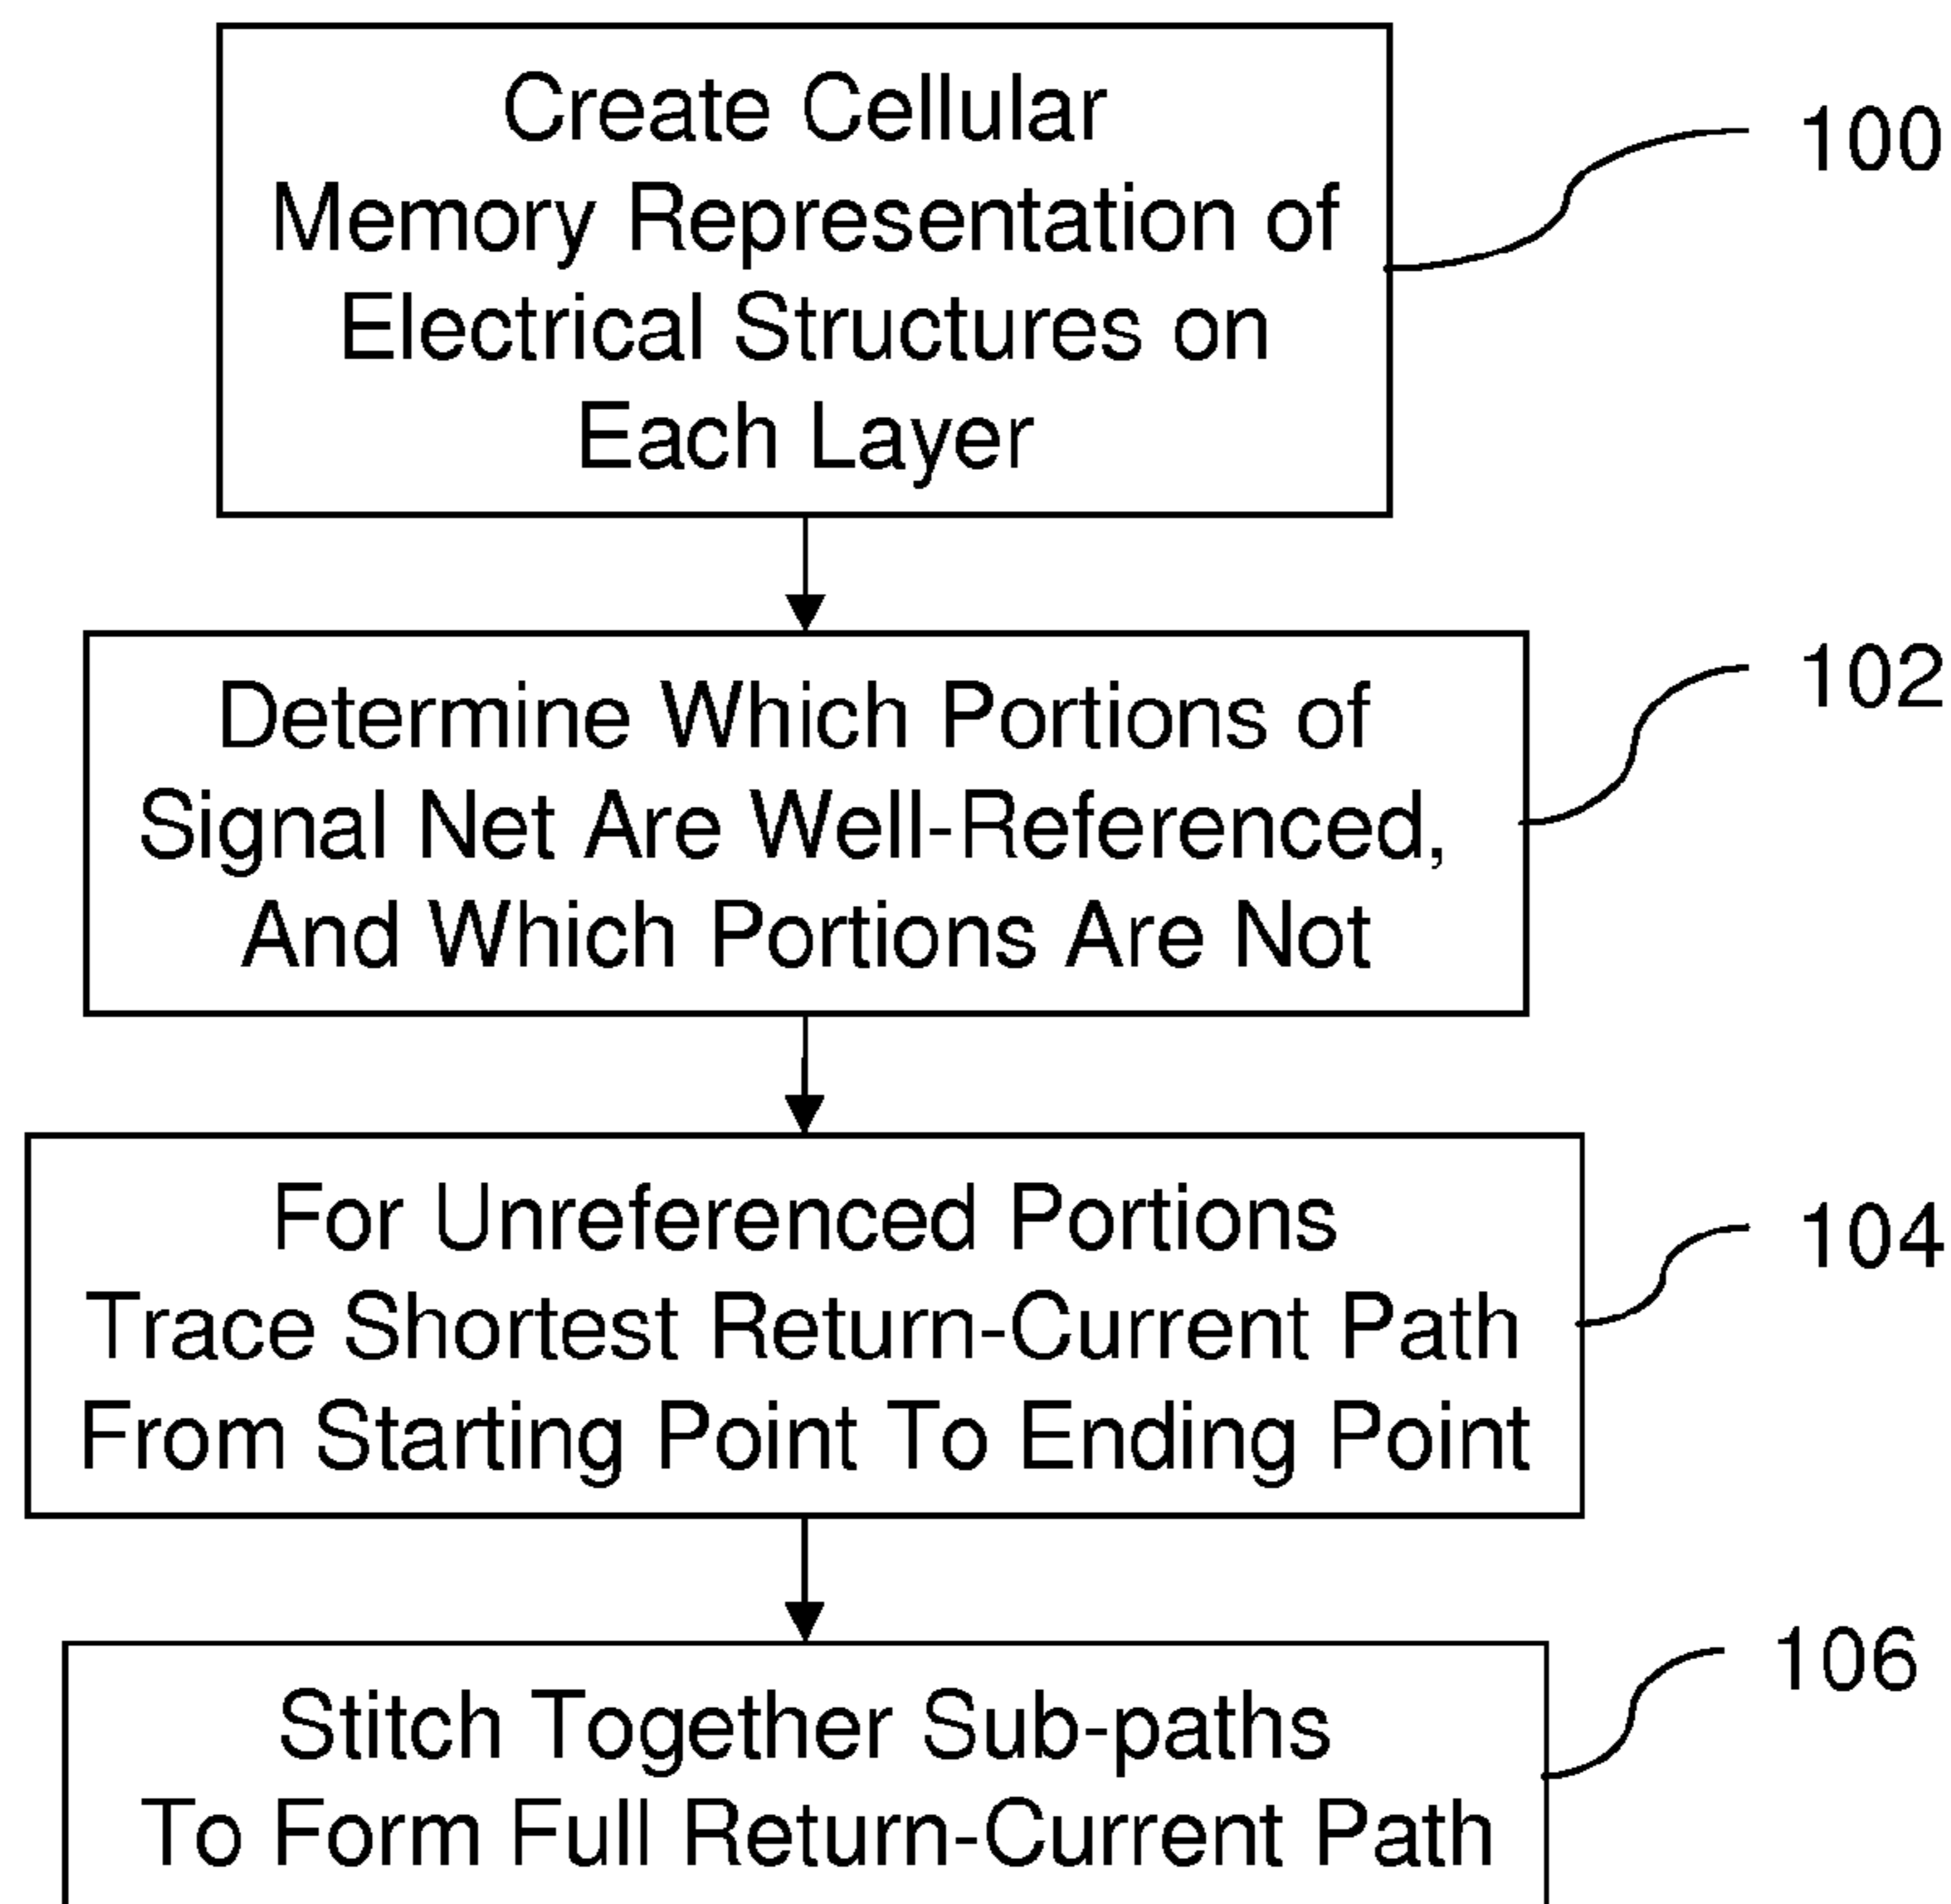 Create Cellular
Memory Representation of
Electrical Structures on
Each Layer
100
Determine Which Portions of
Signal Net Are Well-Referenced,
And Which Portions Are Not
102
For Unreferenced Portions
Trace Shortest Return-Current Path
From Starting Point To Ending Point
104
Stitch Together Sub-paths
To Form Full Return-Current Path
106